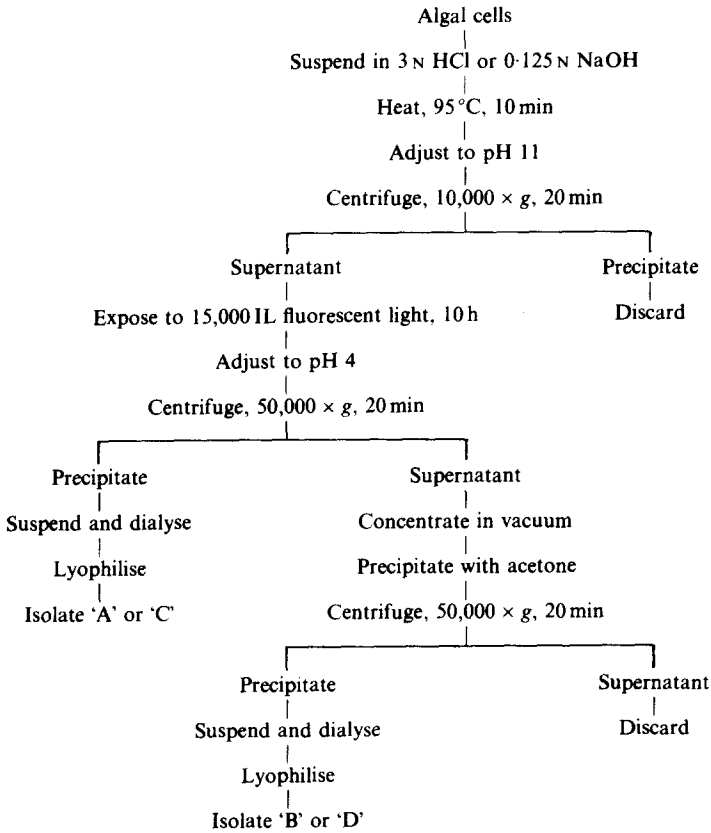 Algal cells
Suspend in 3 N HCl or 0·125 N NaOH
Heat, 95 °C, 10 min
Adjust to pH 11
Centrifuge, 10,000 × g, 20 min
Supernatant
Precipitate
Expose to 15,000 IL fluorescent light, 10 h
Discard
Adjust to pH 4
Centrifuge, 50,000 × g, 20 min
Precipitate
Supernatant
Suspend and dialyse
Concentrate in vacuum
Lyophilise
Precipitate with acetone
Isolate ‘A’ or ‘C’
Centrifuge, 50,000 × g, 20 min
Precipitate
Supernatant
Suspend and dialyse
Discard
Lyophilise
Isolate ‘B’ or ‘D’